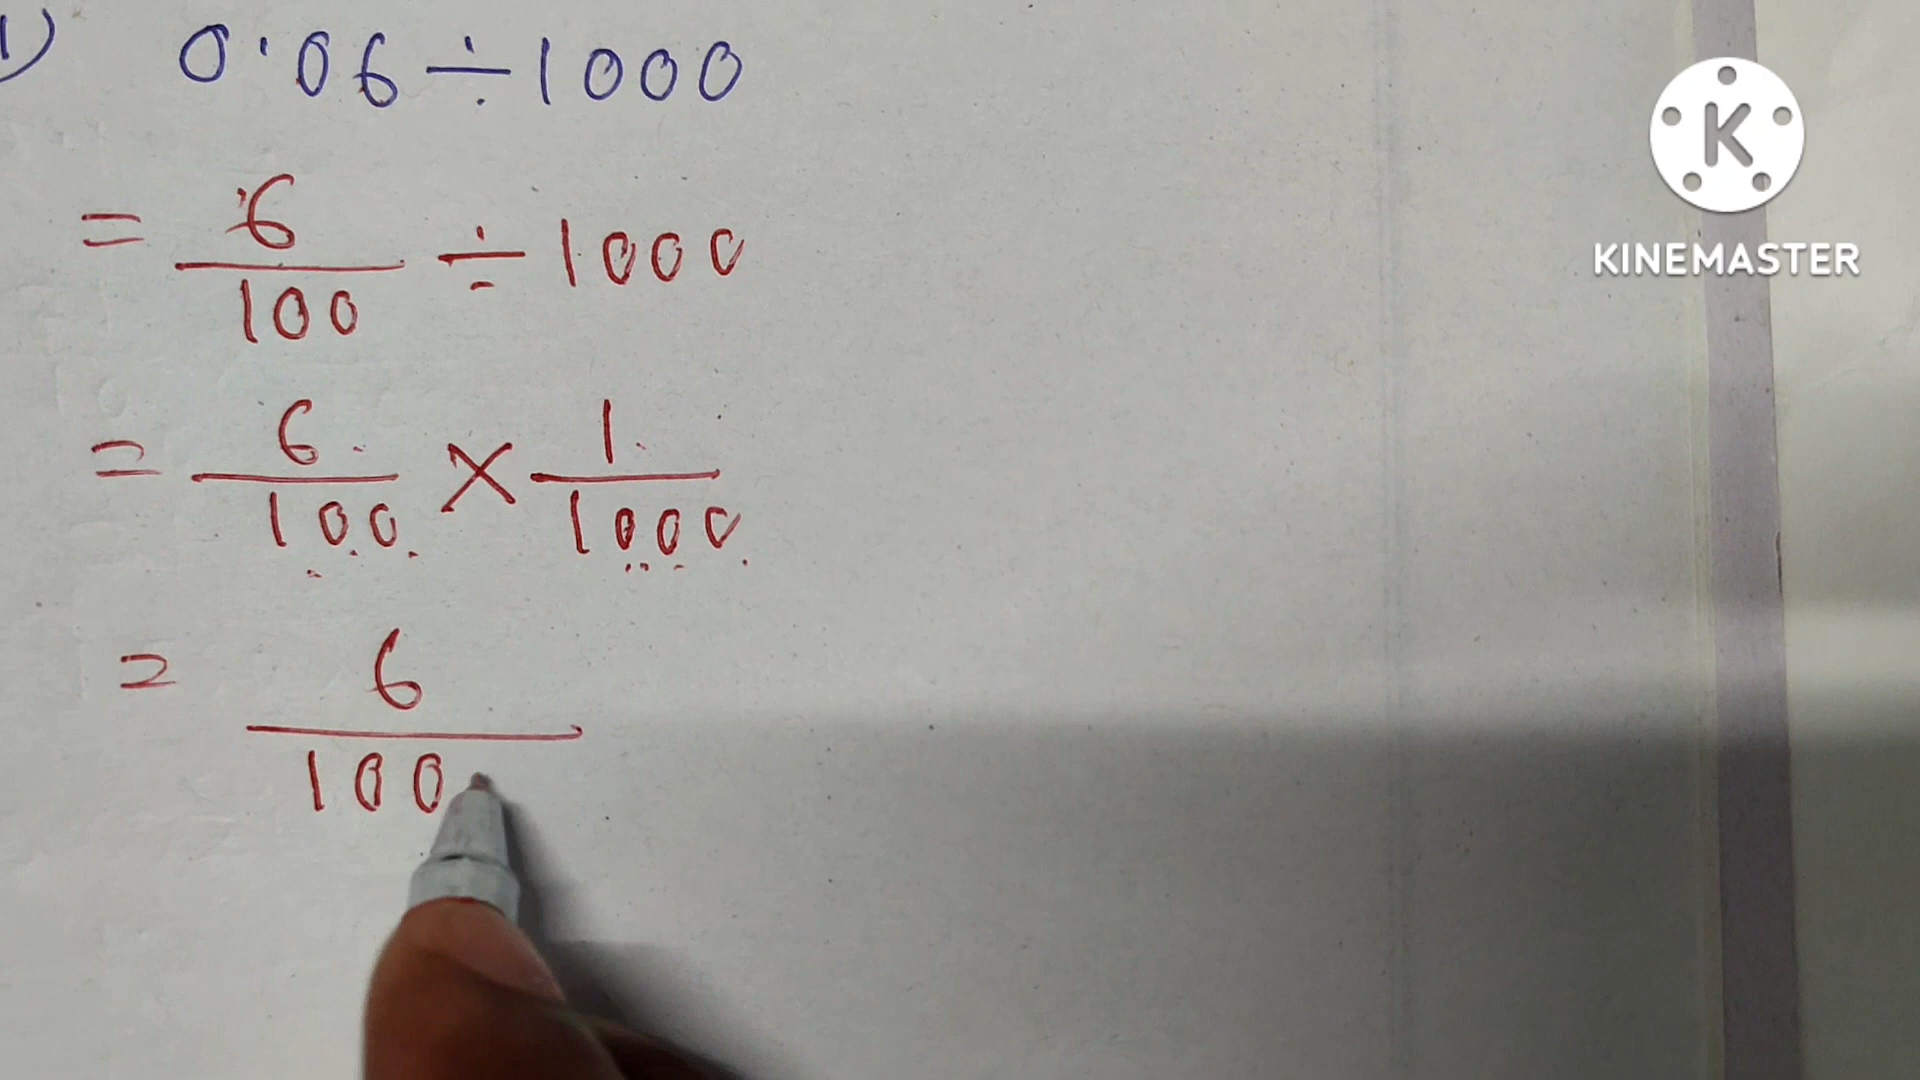 1) 0.06 ÷ 1000
K
KINEMASTER
= 6/100 ÷ 1000
= 6/100 × 1/1000
= 6/100